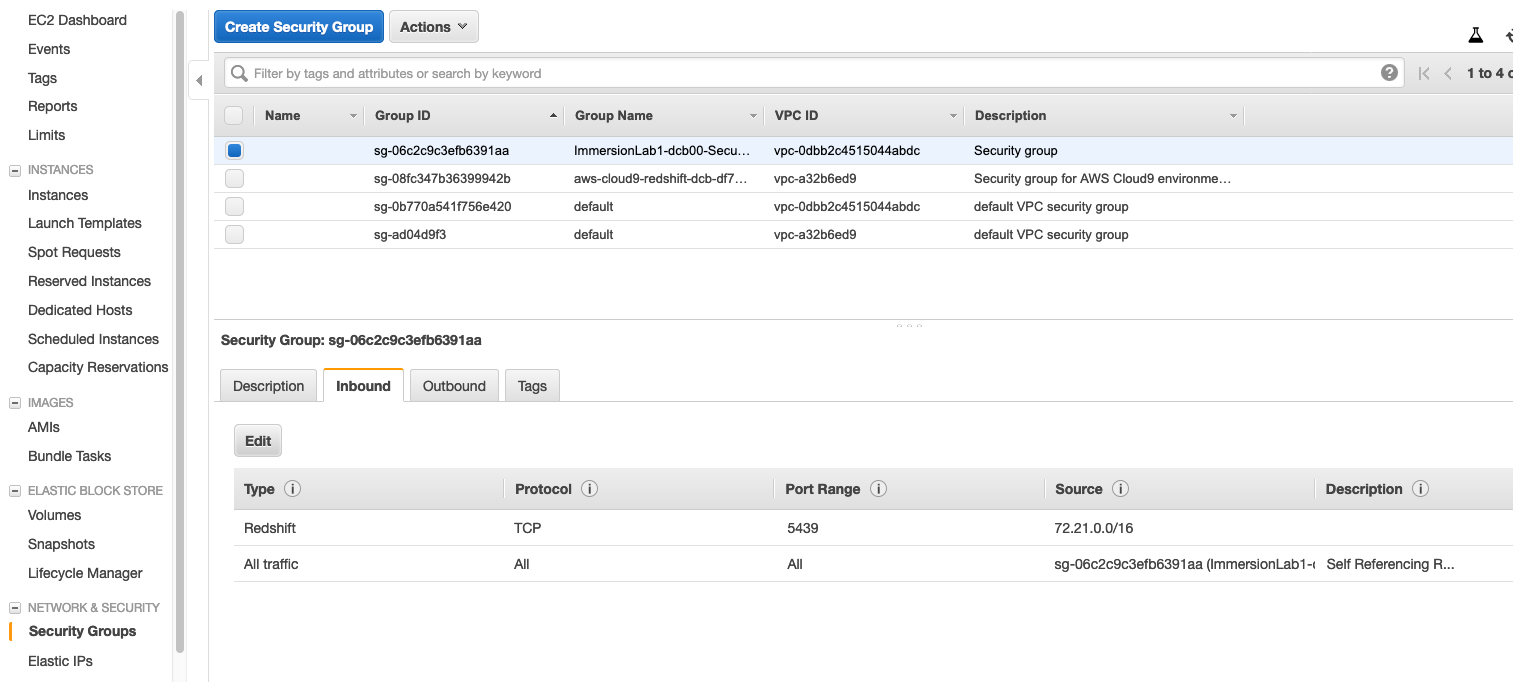 EC2 Dashboard
Events
Tags
Reports
Limits
INSTANCES
Instances
Launch Templates
Spot Requests
Reserved Instances
Dedicated Hosts
Scheduled Instances
Capacity Reservations
IMAGES
AMIs
Bundle Tasks
ELASTIC BLOCK STORE
Volumes
Snapshots
Lifecycle Manager
NETWORK & SECURITY
Security Groups
Elastic IPs
Create Security Group Actions
Filter by tags and attributes or search by keyword
1 to 4
Name Group ID Group Name VPC ID Description
sg-06c2c9c3efb6391aa ImmersionLab1-dcb00-Secu... vpc-0dbb2c4515044abdc Security group
sg-08fc347b36399942b aws-cloud9-redshift-dcb-df7... vpc-a32b6ed9 Security group for AWS Cloud9 environme...
sg-0b770a541f756e420 default vpc-0dbb2c4515044abdc default VPC security group
sg-ad04d9f3 default vpc-a32b6ed9 default VPC security group
Security Group: sg-06c2c9c3efb6391aa
Description Inbound Outbound Tags
Edit
Type Protocol Port Range Source Description
Redshift TCP 5439 72.21.0.0/16
All traffic All All sg-06c2c9c3efb6391aa (ImmersionLab1- Self Referencing R...